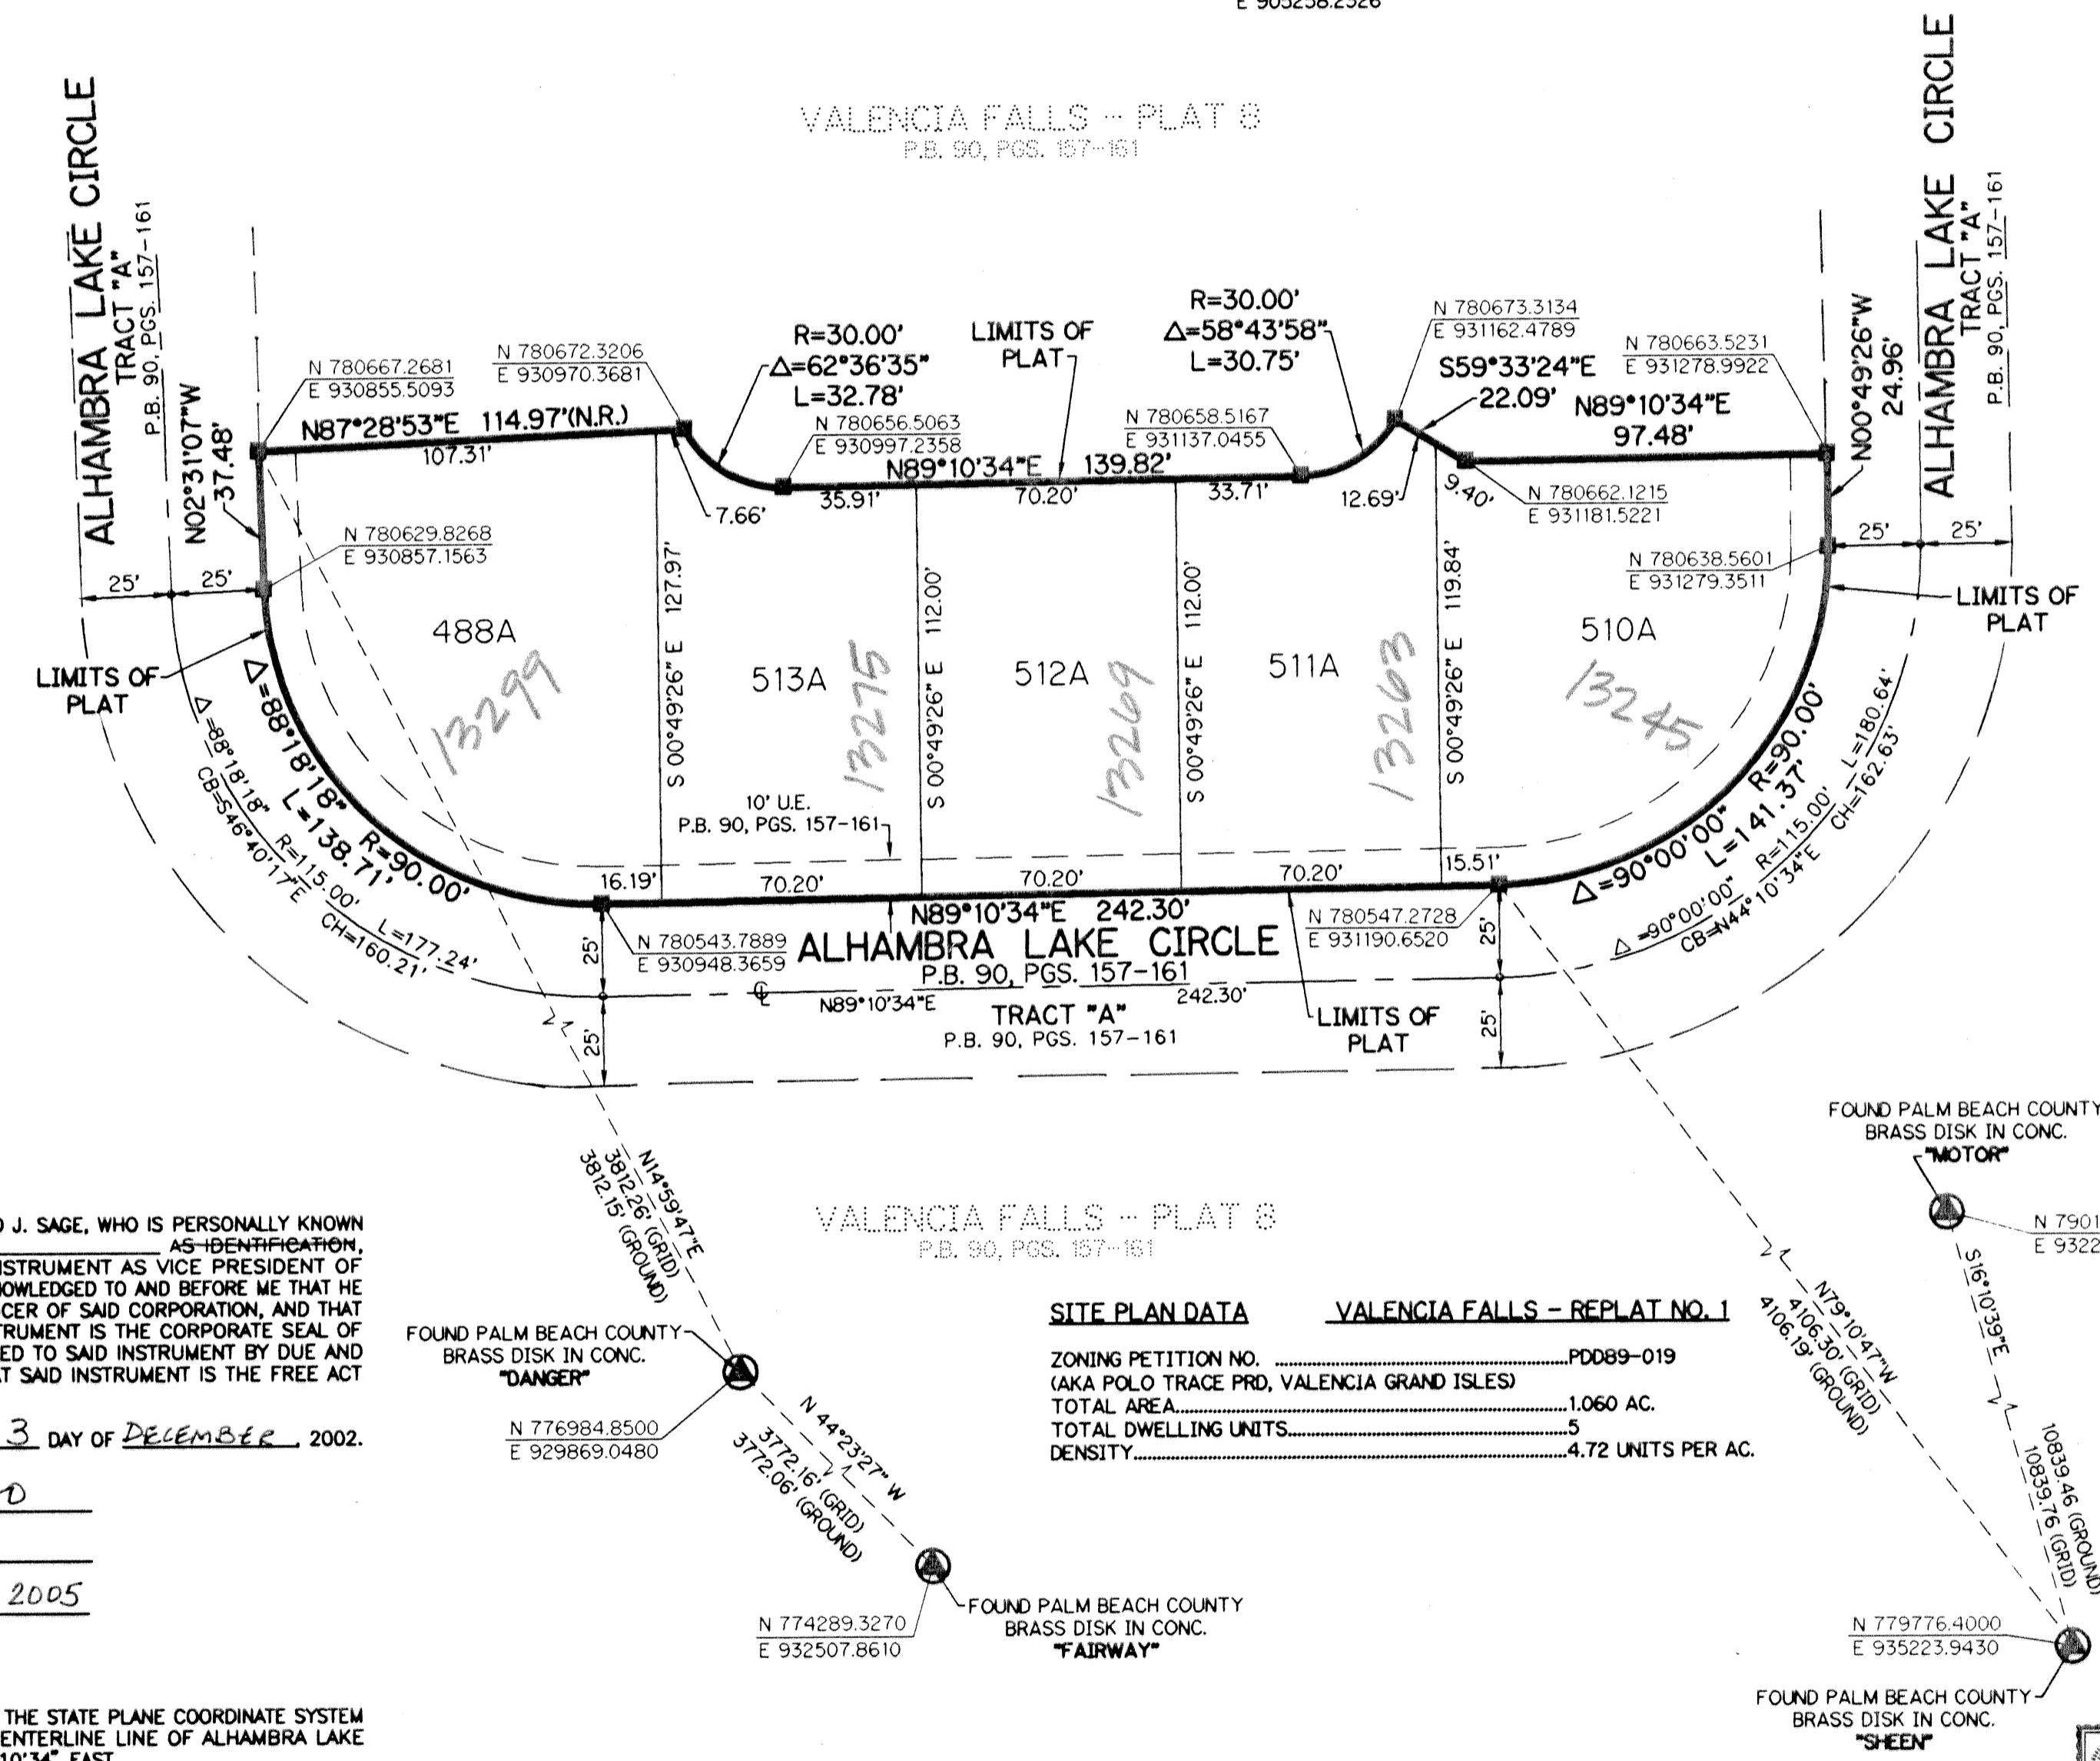 E 905258.2526
VALENCIA FALLS - PLAT 8
P.B. 90, PGS. 157-161
ALHAMBRA LAKE CIRCLE
TRACT "A"
P.B. 90, PGS. 157-161
N02°31'07"W
37.48'
N 780667.2681
E 930855.5093
N87°28'53"E 114.97'(N.R.)
107.31'
N 780672.3206
E 930970.3681
R=30.00'
Δ=62°36'35"
L=32.78'
N 780656.5063
E 930997.2358
LIMITS OF
PLAT
N89°10'34"E 139.82'
7.66'
35.91'
70.20'
33.71'
R=30.00'
Δ=58°43'58"
L=30.75'
N 780658.5167
E 931137.0455
N 780673.3134
E 931162.4789
S59°33'24"E
22.09'
12.69'
9.40'
N 780662.1215
E 931181.5221
N 780663.5231
E 931278.9922
N89°10'34"E
97.48'
N00°49'26"W
24.96'
ALHAMBRA LAKE CIRCLE
TRACT "A"
P.B. 90, PGS. 157-161
25'
25'
N 780629.8268
E 930857.1563
25'
25'
N 780638.5601
E 931279.3511
LIMITS OF
PLAT
LIMITS OF
PLAT
488A
13299
S 00°49'26" E 127.97'
513A
13275
S 00°49'26" E 112.00'
512A
13269
S 00°49'26" E 112.00'
511A
13263
S 00°49'26" E 119.84'
510A
13245
10' U.E.
P.B. 90, PGS. 157-161
Δ=88°18'18" R=90.00'
L=138.71'
Δ=88°18'18" R=115.00' L=177.24'
CB=S46°40'17"E CH=160.21'
Δ=90°00'00" R=90.00'
L=141.37'
Δ=90°00'00" R=115.00' L=180.64'
CB=N44°10'34"E CH=162.63'
16.19'
70.20'
70.20'
70.20'
15.51'
N89°10'34"E 242.30'
N 780543.7889
E 930948.3659
ALHAMBRA LAKE CIRCLE
P.B. 90, PGS. 157-161
N 780547.2728
E 931190.6520
25'
25'
N89°10'34"E
242.30'
TRACT "A"
P.B. 90, PGS. 157-161
LIMITS OF
PLAT
25'
25'
N14°59'47"E
3812.26' (GRID)
3812.15' (GROUND)
VALENCIA FALLS - PLAT 8
P.B. 90, PGS. 157-161
FOUND PALM BEACH COUNTY
BRASS DISK IN CONC.
"MOTOR"
N 7901
E 9322
S16°10'39"E
10839.46 (GROUND)
10839.76 (GRID)
N79°10'47"W
4106.30' (GRID)
4106.19' (GROUND)
J. SAGE, WHO IS PERSONALLY KNOWN
AS IDENTIFICATION,
STRUMENT AS VICE PRESIDENT OF
OWLEDGED TO AND BEFORE ME THAT HE
CER OF SAID CORPORATION, AND THAT
TRUMENT IS THE CORPORATE SEAL OF
ED TO SAID INSTRUMENT BY DUE AND
T SAID INSTRUMENT IS THE FREE ACT
3 DAY OF DECEMBER, 2002.
2005
FOUND PALM BEACH COUNTY
BRASS DISK IN CONC.
"DANGER"
N 776984.8500
E 929869.0480
N 44°23'27" W
3772.16' (GRID)
3772.06' (GROUND)
SITE PLAN DATA VALENCIA FALLS - REPLAT NO. 1
ZONING PETITION NO. ........ PDD89-019
(AKA POLO TRACE PRD, VALENCIA GRAND ISLES)
TOTAL AREA........ 1.060 AC.
TOTAL DWELLING UNITS........ 5
DENSITY........ 4.72 UNITS PER AC.
FOUND PALM BEACH COUNTY
BRASS DISK IN CONC.
"FAIRWAY"
N 774289.3270
E 932507.8610
N 779776.4000
E 935223.9430
FOUND PALM BEACH COUNTY
BRASS DISK IN CONC.
"SHEEN"
THE STATE PLANE COORDINATE SYSTEM
ENTERLINE LINE OF ALHAMBRA LAKE
10'34" EAST